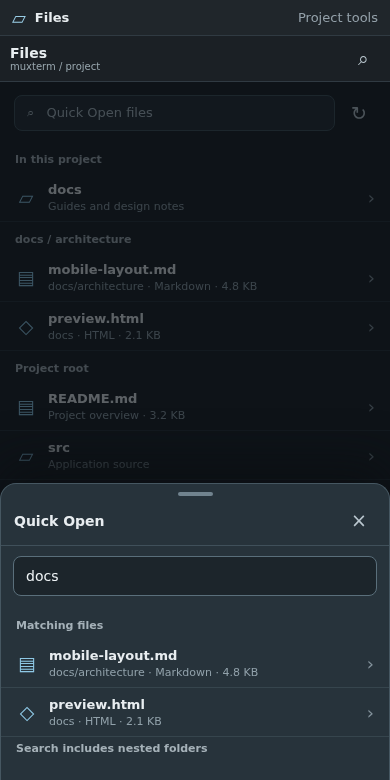 Files
Project tools
Files
muxterm / project
Quick Open files
In this project
docs
Guides and design notes
docs / architecture
mobile-layout.md
docs/architecture · Markdown · 4.8 KB
preview.html
docs · HTML · 2.1 KB
Project root
README.md
Project overview · 3.2 KB
src
Application source
Quick Open
docs
Matching files
mobile-layout.md
docs/architecture · Markdown · 4.8 KB
preview.html
docs · HTML · 2.1 KB
Search includes nested folders